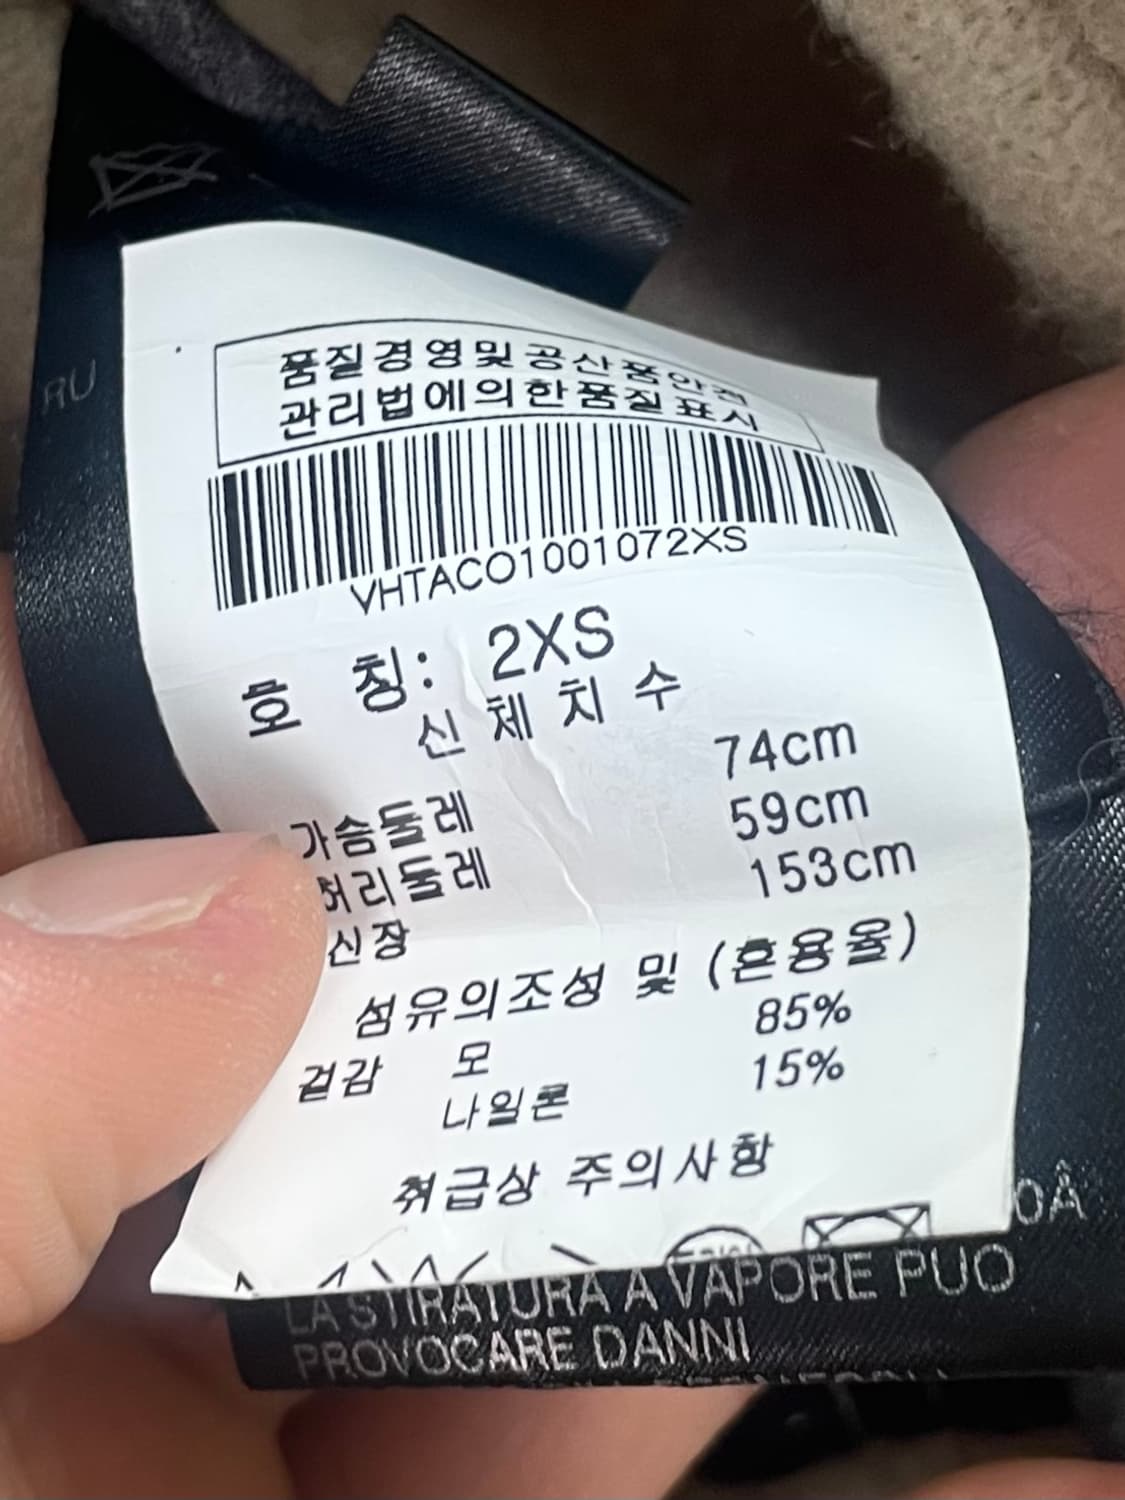 RU
품질경영및공산품안전
관리법에의한품질표시
VHTACO1001072XS
호 칭: 2XS
신 체 치 수
가슴둘레 74cm
허리둘레 59cm
신장 153cm
섬유의조성 및 (혼용율)
겉감 모 85%
나일론 15%
취급상 주의사항
LA STIRATURA A VAPORE PUO
PROVOCARE DANNI